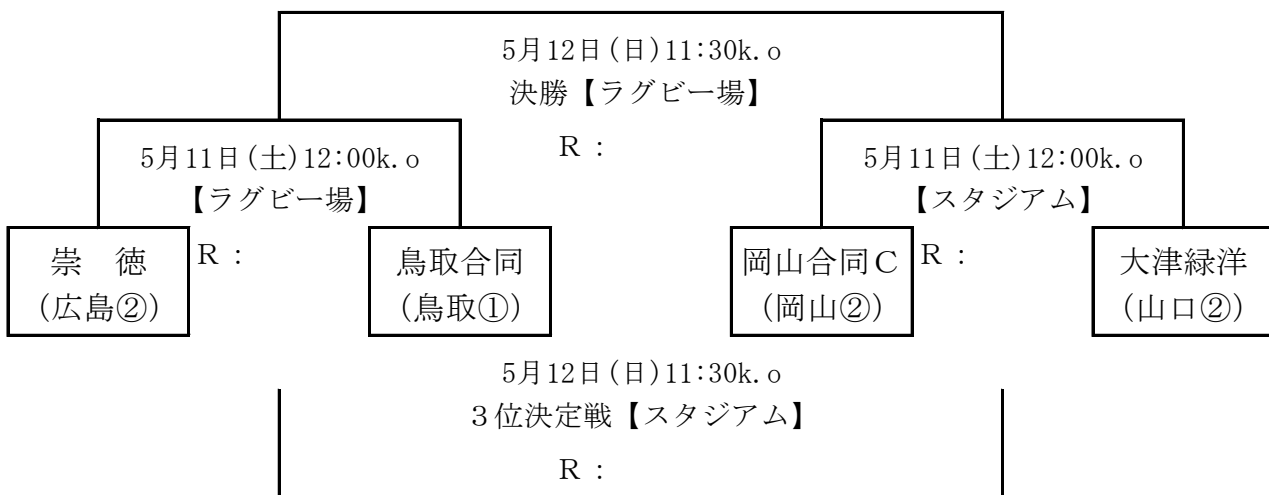 5月12日(日)11:30k.o
決勝【ラグビー場】
R：
5月11日(土)12:00k.o
【ラグビー場】
R：
5月11日(土)12:00k.o
【スタジアム】
R：
崇　徳
(広島②)
鳥取合同
(鳥取①)
岡山合同C
(岡山②)
大津緑洋
(山口②)
5月12日(日)11:30k.o
３位決定戦【スタジアム】
R：